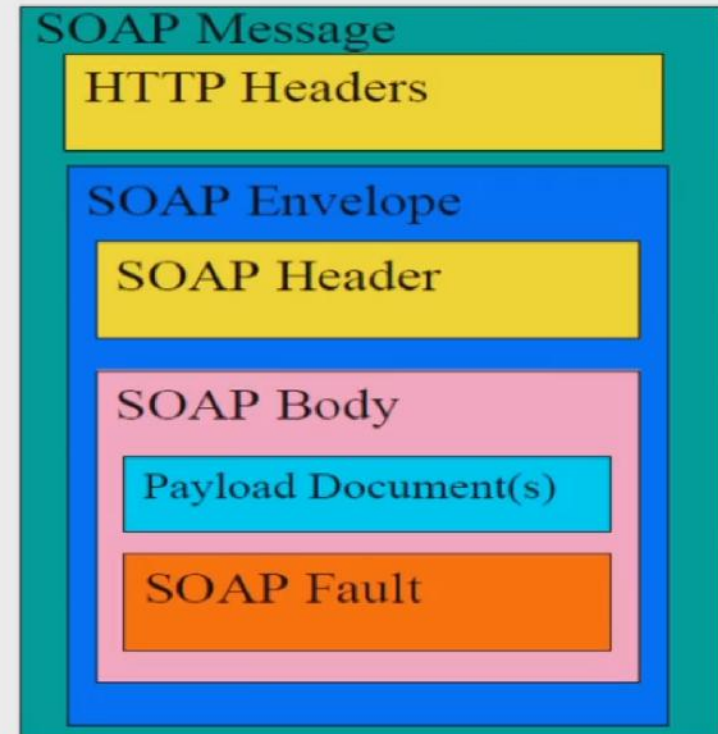 SOAP Message
HTTP Headers
SOAP Envelope
SOAP Header
SOAP Body
Payload Document(s)
SOAP Fault